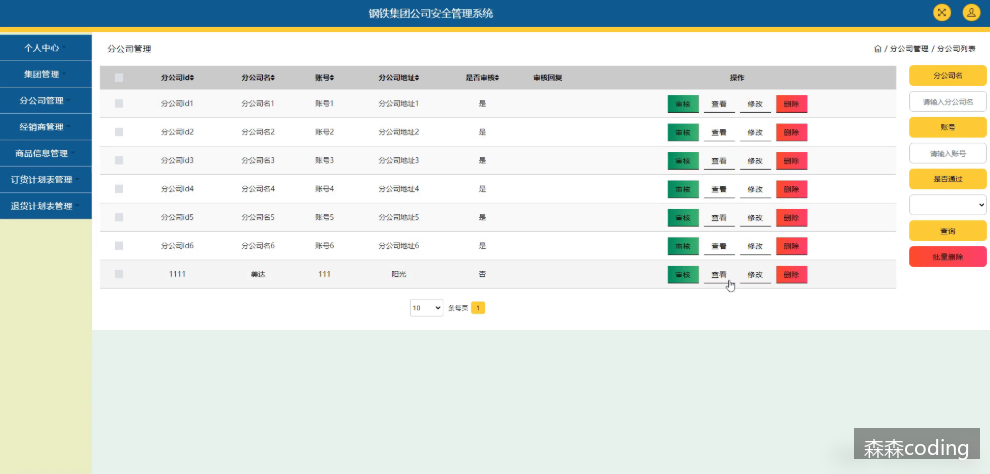 钢铁集团公司安全管理系统
个人中心
集团管理
分公司管理
经销商管理
商品信息管理
订货计划表管理
退货计划表管理
分公司管理
/ 分公司管理 / 分公司列表
分公司id 分公司名 账号 分公司地址 是否审核 审核回复 操作
分公司id1 分公司名1 账号1 分公司地址1 是 审核 查看 修改 删除
分公司id2 分公司名2 账号2 分公司地址2 是 审核 查看 修改 删除
分公司id3 分公司名3 账号3 分公司地址3 是 审核 查看 修改 删除
分公司id4 分公司名4 账号4 分公司地址4 是 审核 查看 修改 删除
分公司id5 分公司名5 账号5 分公司地址5 是 审核 查看 修改 删除
分公司id6 分公司名6 账号6 分公司地址6 是 审核 查看 修改 删除
1111 美达 111 阳光 否 审核 查看 修改 删除
10 条每页 1
分公司名
请输入分公司名
账号
请输入账号
是否通过
查询
批量删除
森森coding